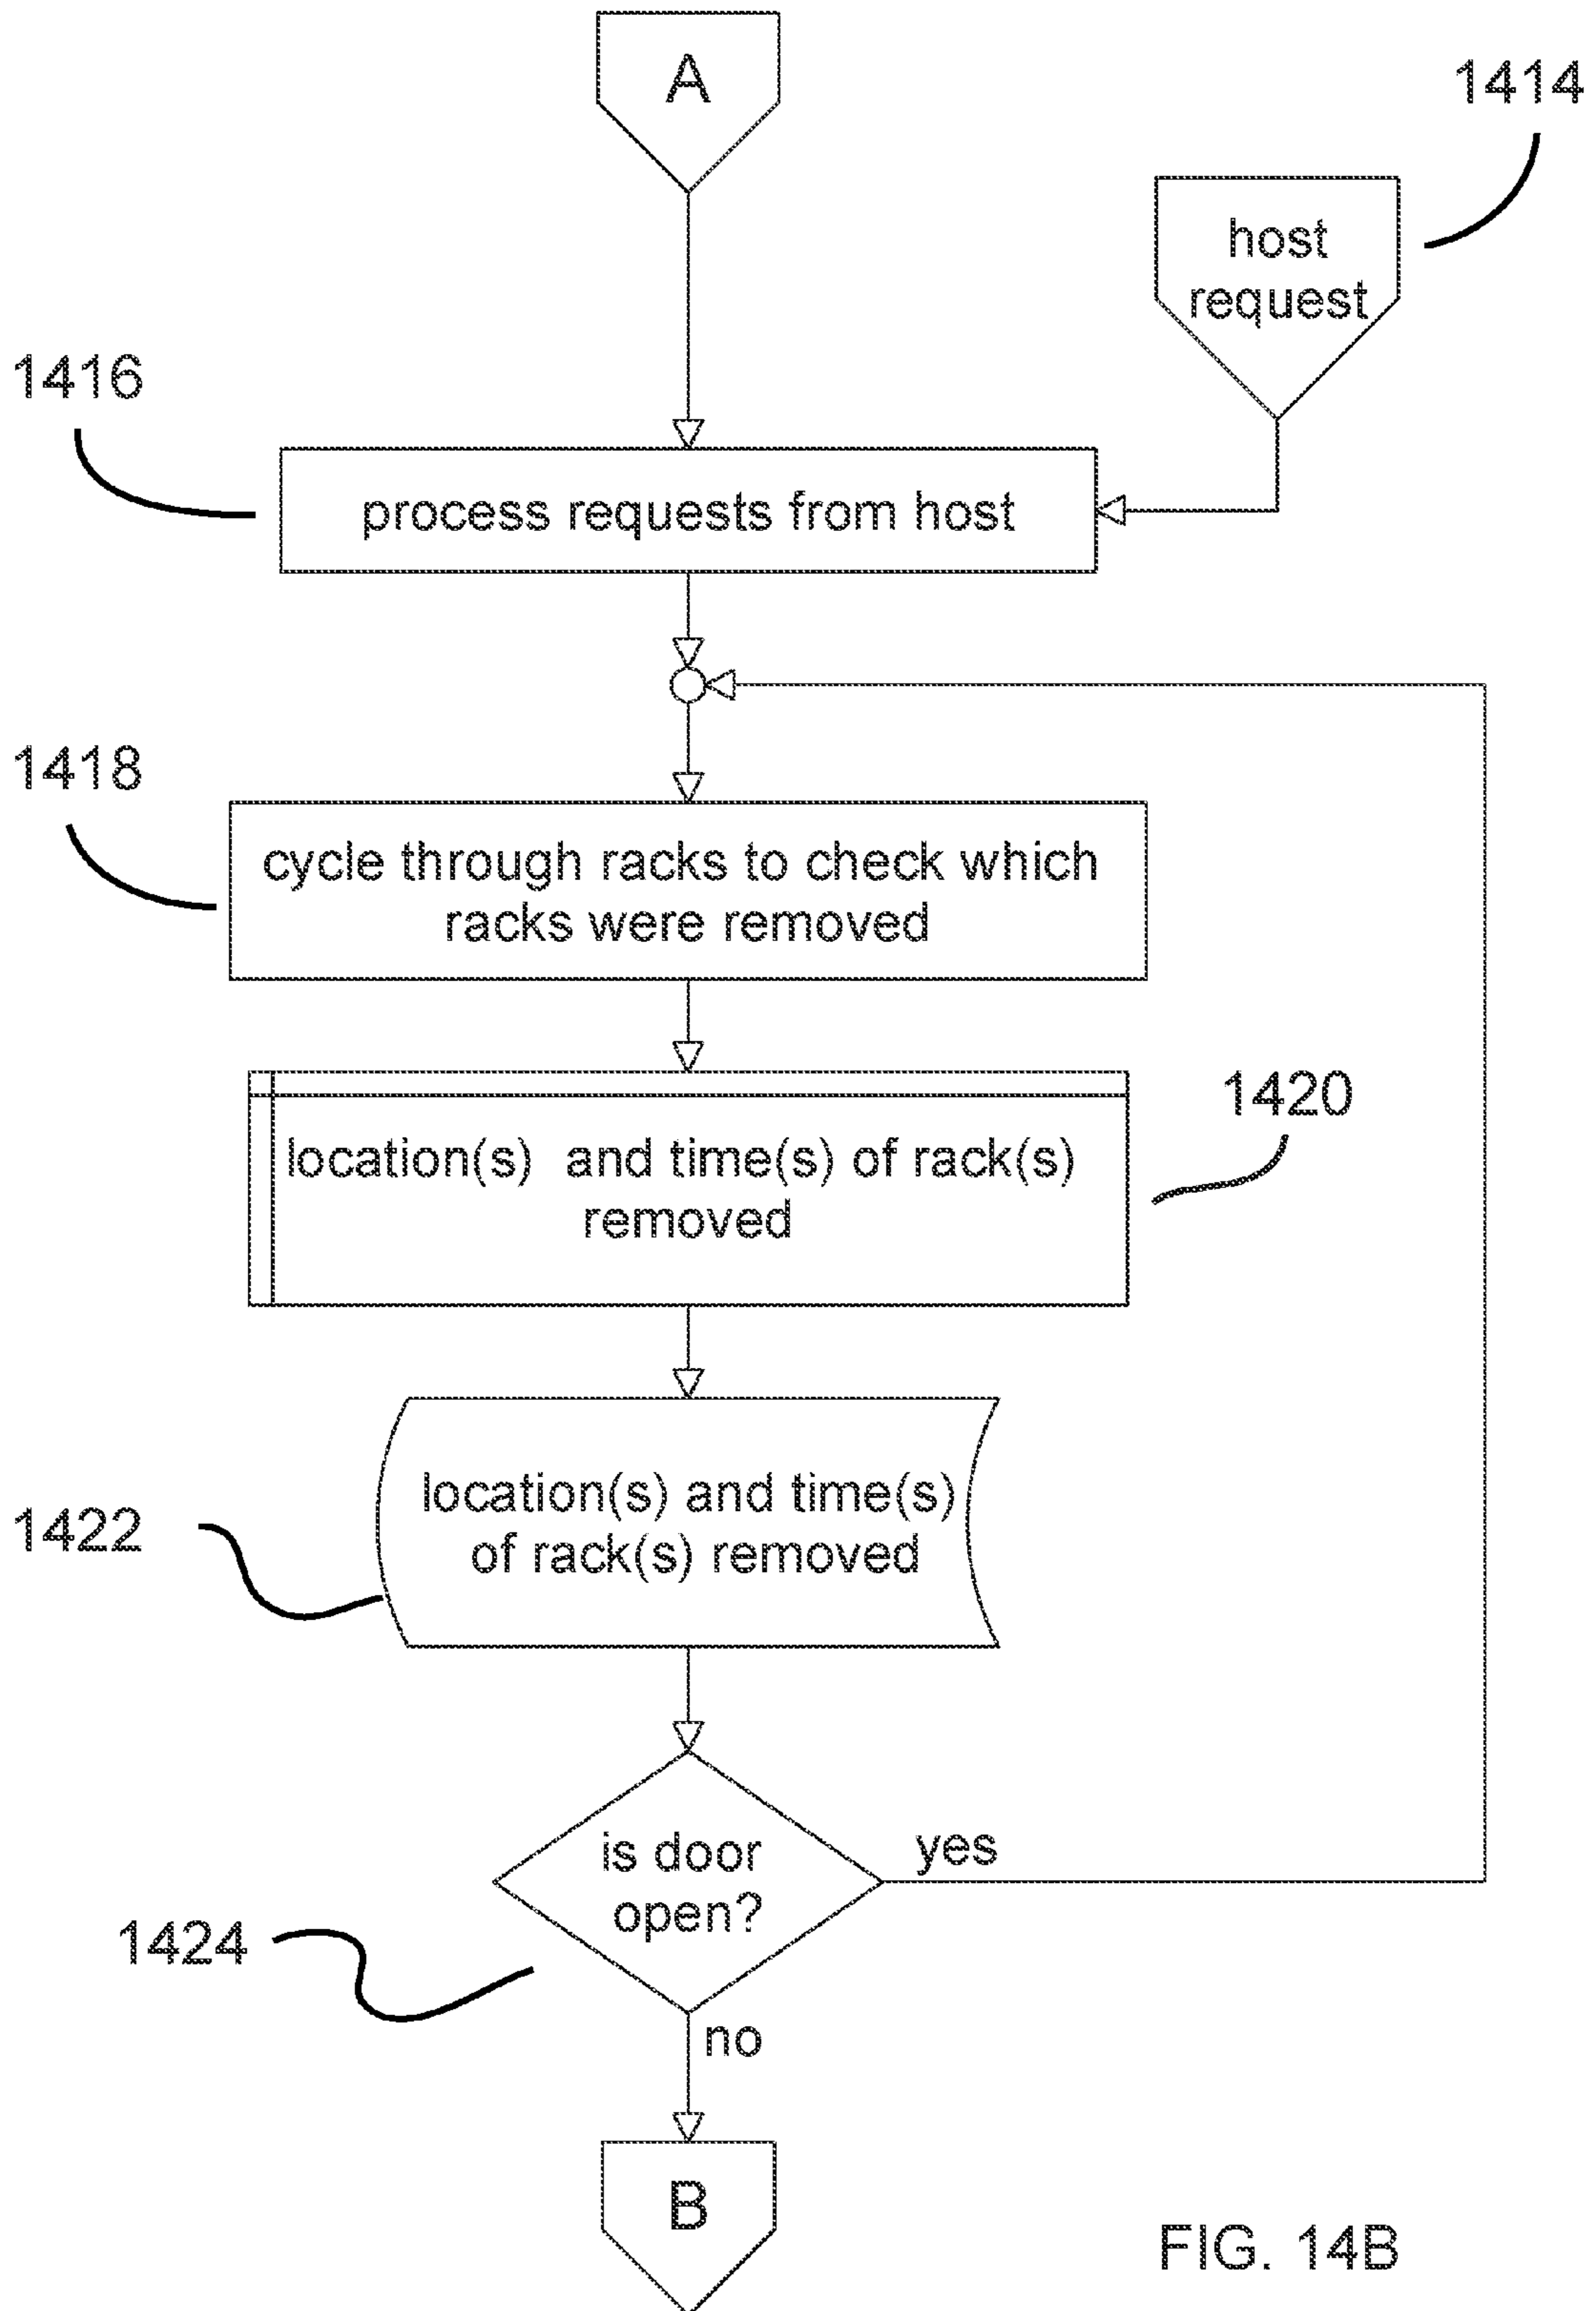 A
1414
host
request
1416
process requests from host
1418
cycle through racks to check which
racks were removed
1420
location(s) and time(s) of rack(s)
removed
location(s) and time(s)
1422
of rack(s) removed
is door
open?
yes
1424
no
B
FIG. 14B